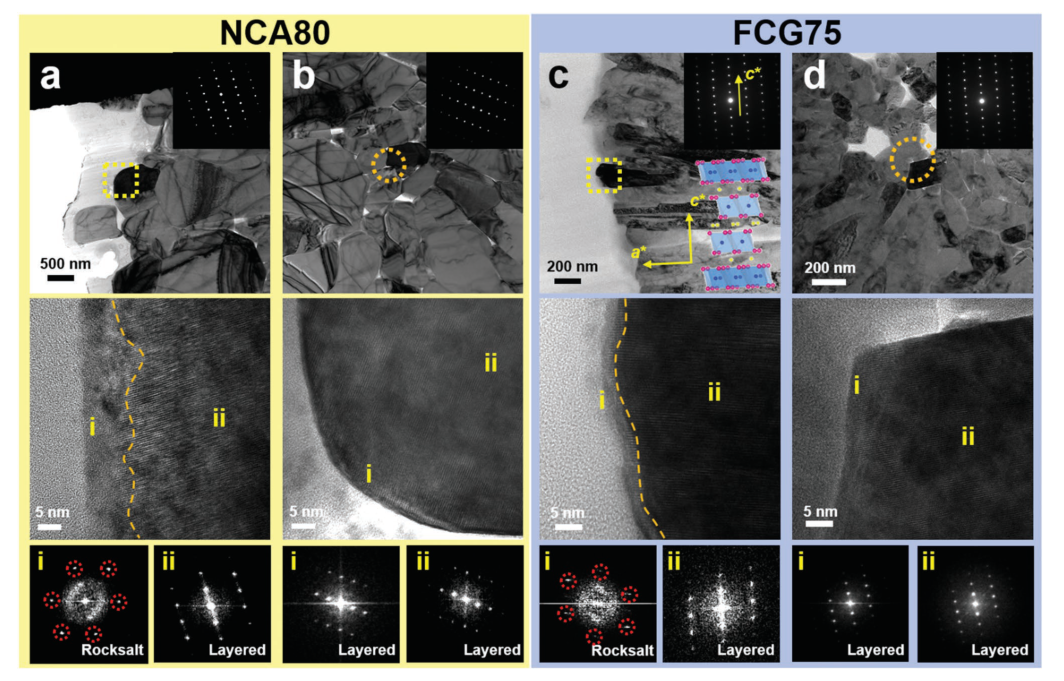 NCA80
FCG75
a
b
c
d
c*
c*
a*
500 nm
200 nm
200 nm
i
ii
i
ii
i
ii
i
ii
5 nm
5 nm
5 nm
5 nm
i
ii
i
ii
i
ii
i
ii
Rocksalt
Layered
Layered
Layered
Rocksalt
Layered
Layered
Layered